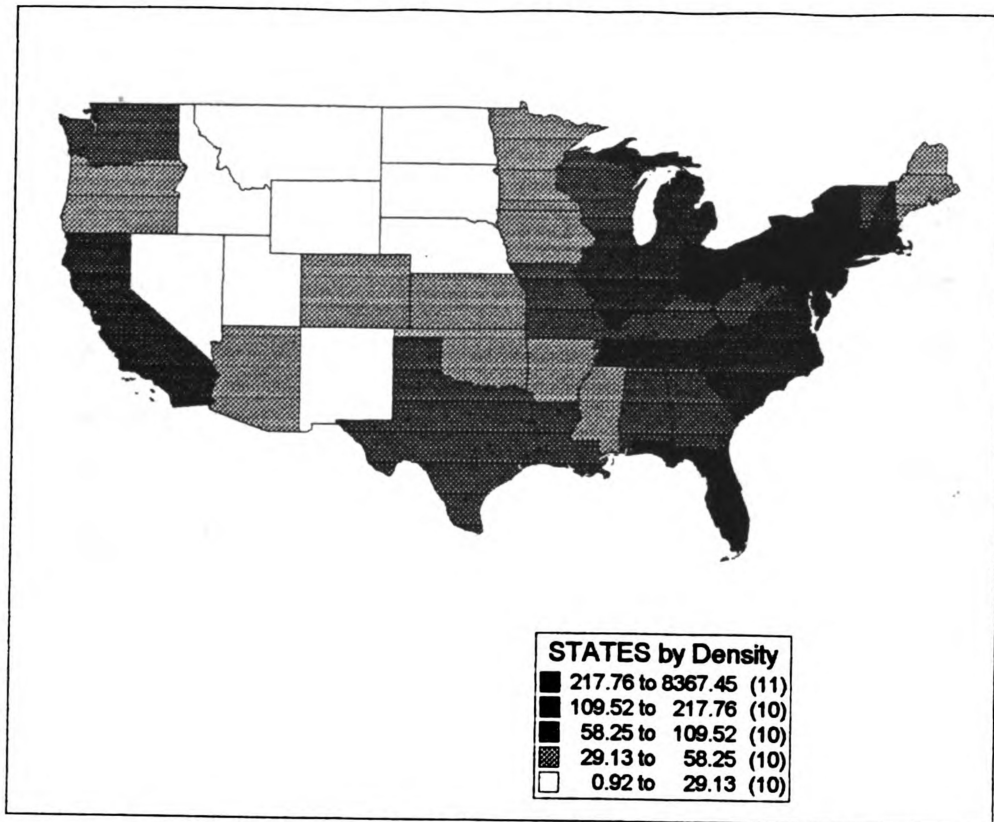 STATES by Density
217.76 to 8367.45 (11)
109.52 to 217.76 (10)
58.25 to 109.52 (10)
29.13 to 58.25 (10)
0.92 to 29.13 (10)